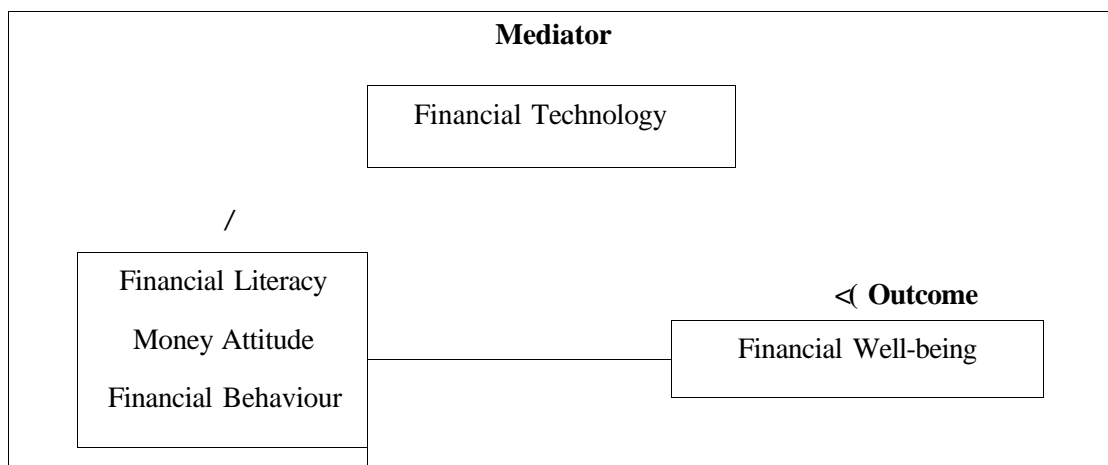 Mediator
Financial Technology
/
Financial Literacy
<( Outcome
Money Attitude
Financial Well-being
Financial Behaviour